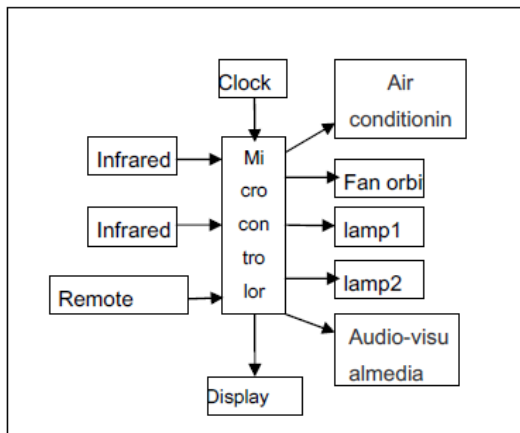 Clock
Air
conditionin
Infrared
Mi
cro
con
tro
lor
Fan orbi
Infrared
lamp1
lamp2
Remote
Audio-visu
almedia
Display